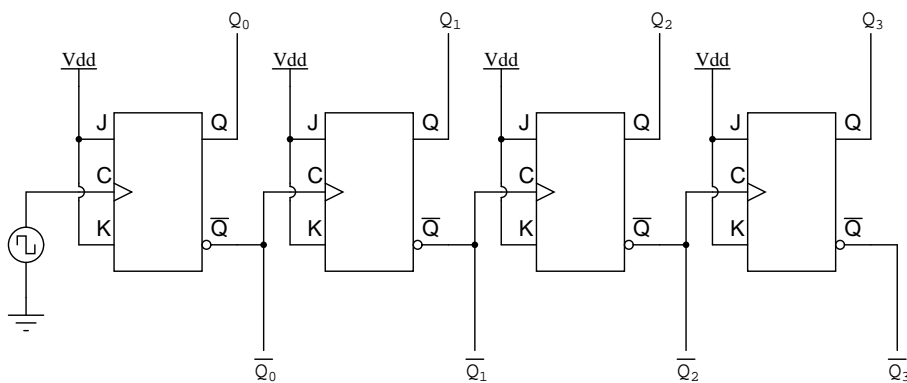 Q0 Q1 Q2 Q3
Vdd Vdd Vdd Vdd
J Q J Q J Q J Q
C C C C
K Q̅ K Q̅ K Q̅ K Q̅
Q̅0 Q̅1 Q̅2 Q̅3